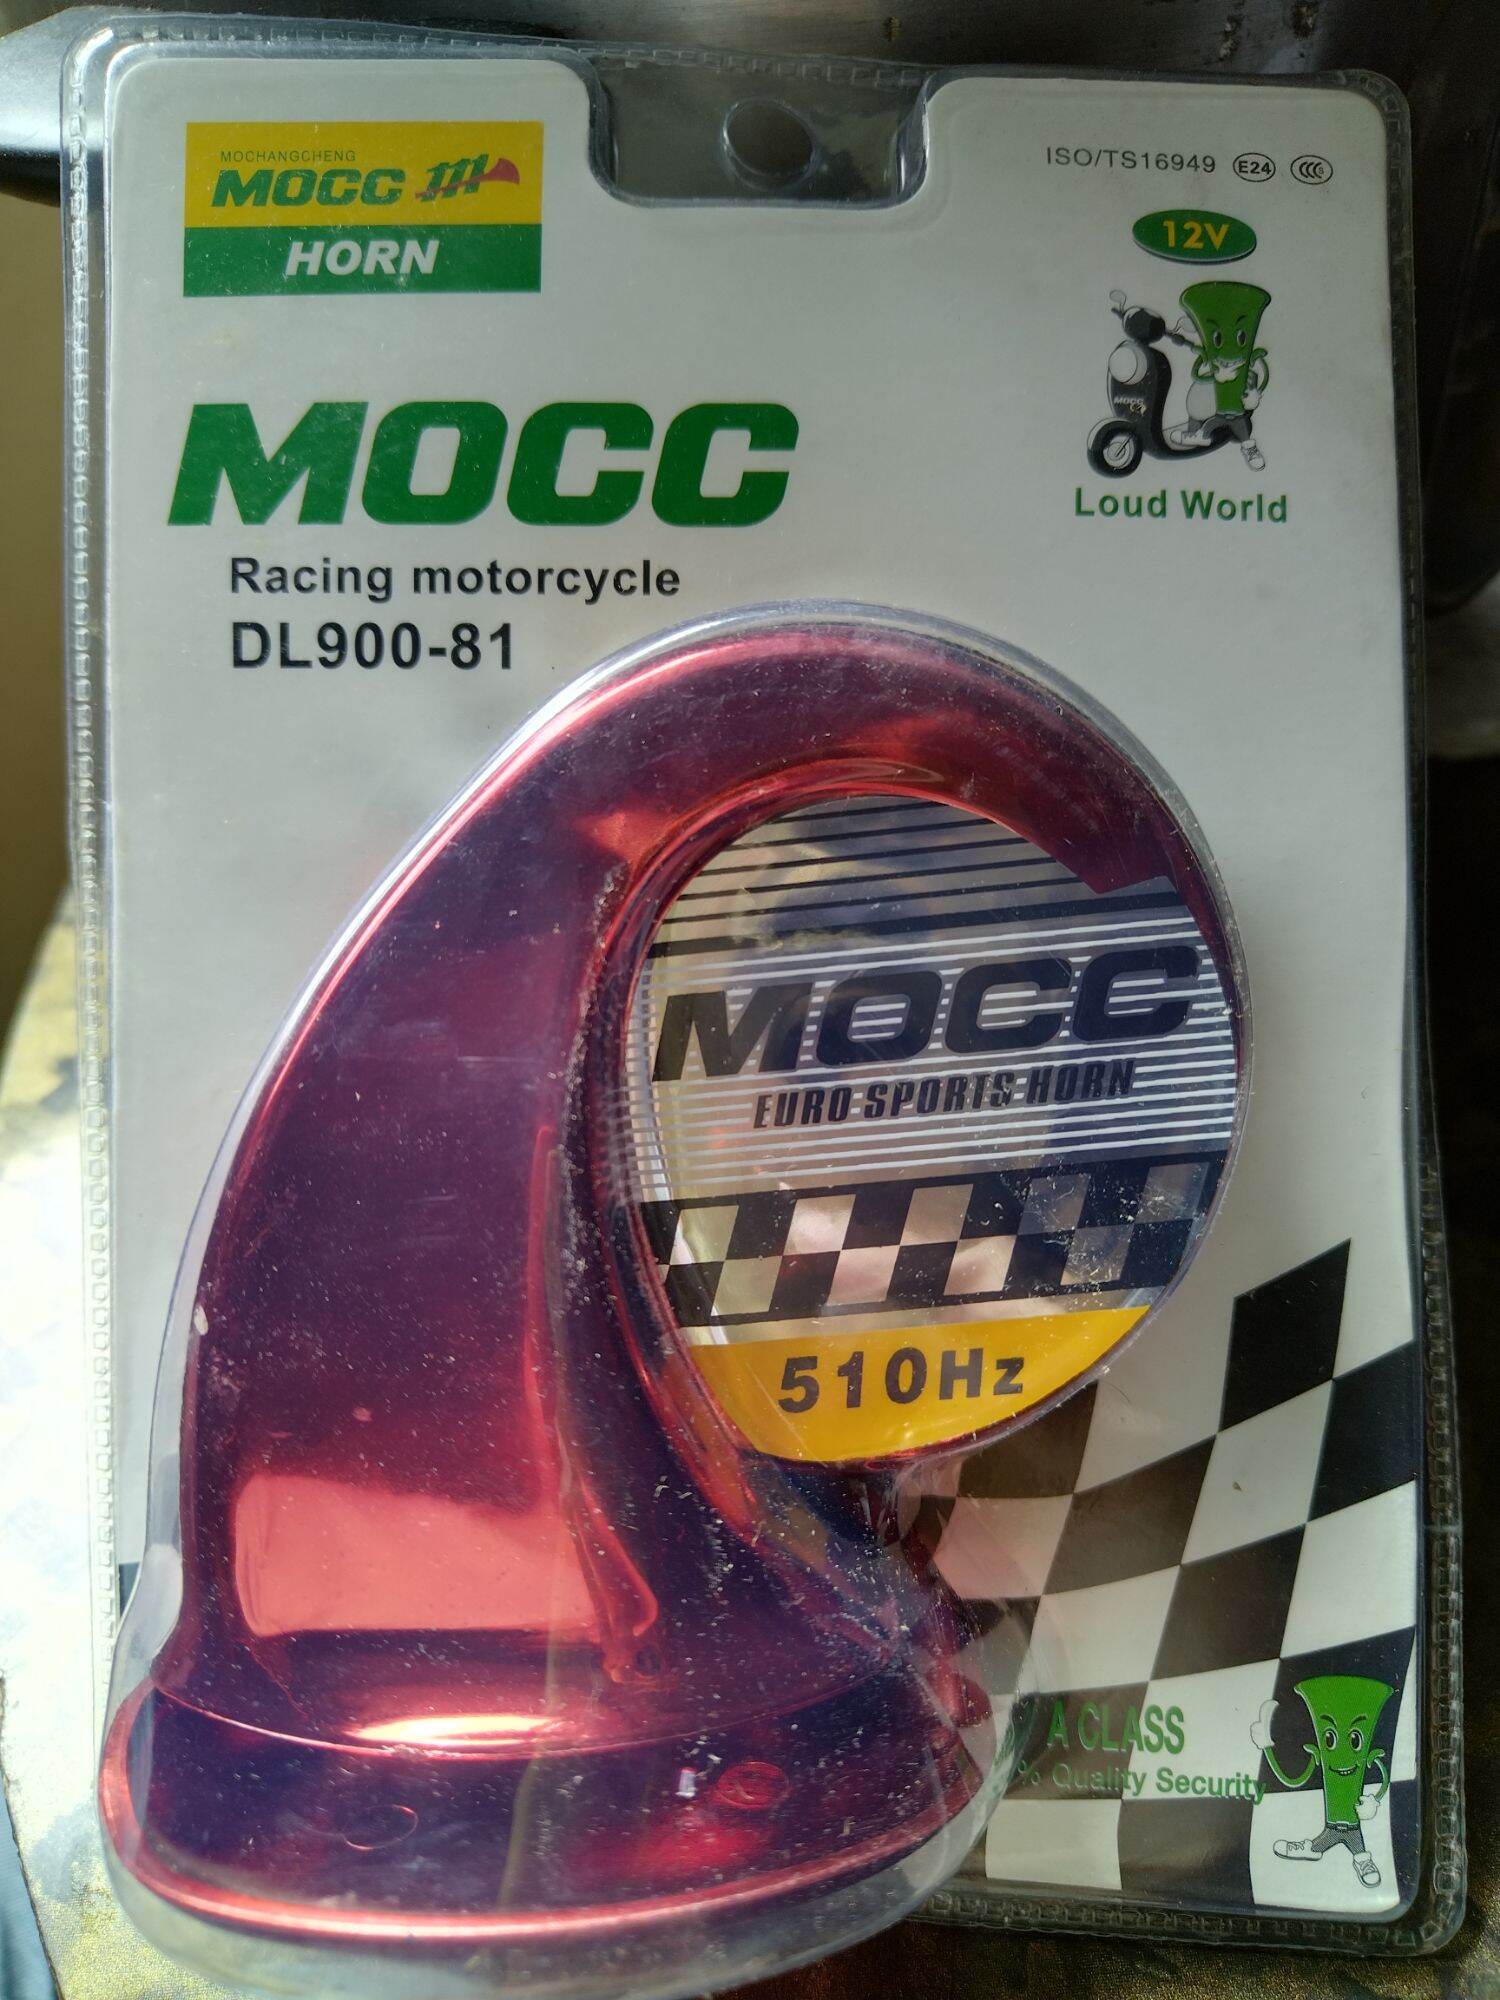 MOCHANGCHENG
MOCC
HORN
ISO/TS16949 E24 CCC S
12V
MOCC
Loud World
MOCC
Racing motorcycle
DL900-81
MOCC
EURO SPORTS HORN
510Hz
A CLASS
% Quality Security